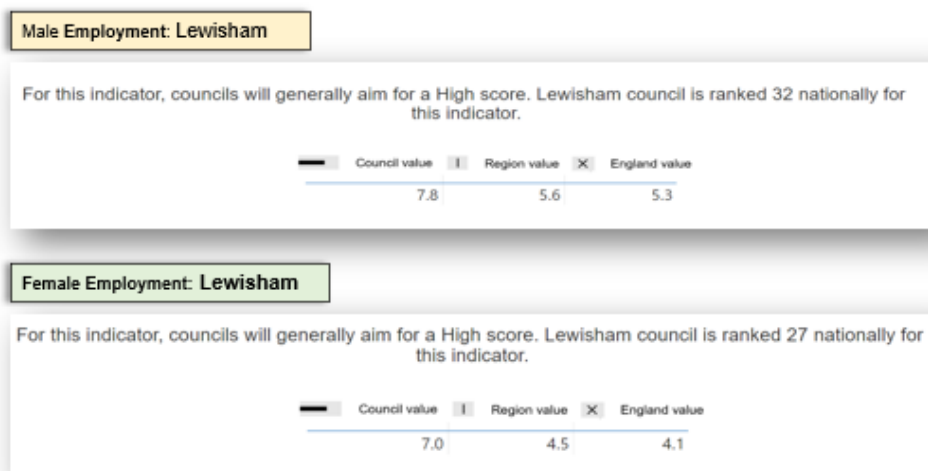 Male Employment: Lewisham
For this indicator, councils will generally aim for a High score. Lewisham council is ranked 32 nationally for
this indicator.
Council value Region value England value
7.8 5.6 5.3
Female Employment: Lewisham
For this indicator, councils will generally aim for a High score. Lewisham council is ranked 27 nationally for
this indicator.
Council value Region value England value
7.0 4.5 4.1